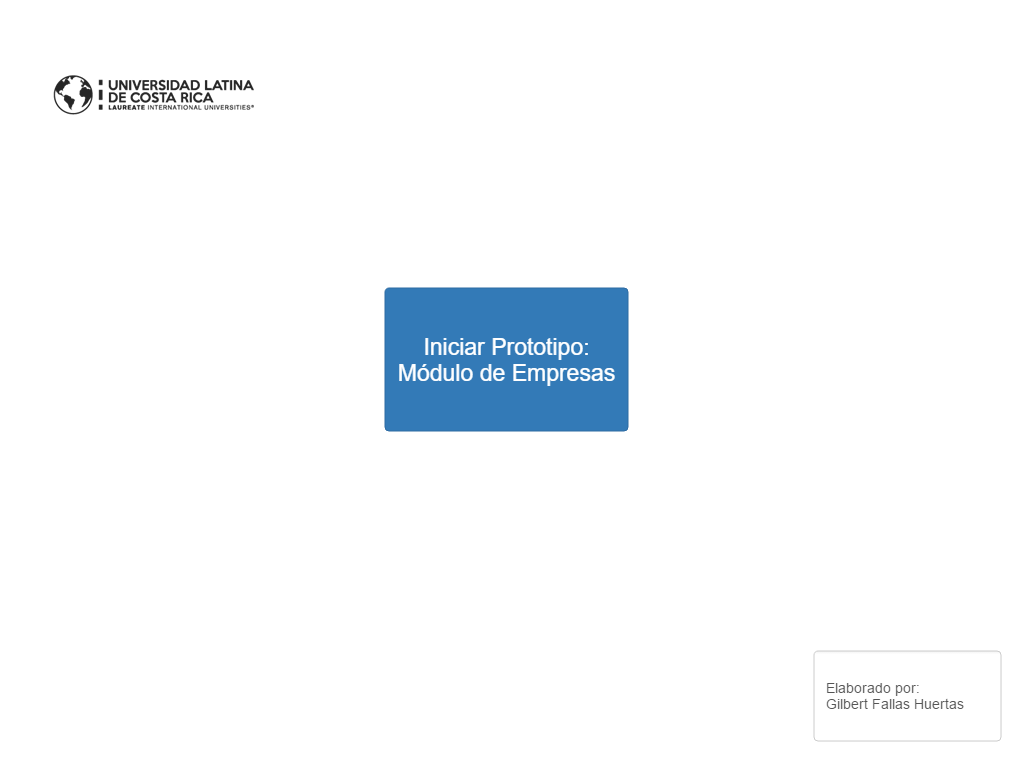 UNIVERSIDAD LATINA
DE COSTA RICA
LAUREATE INTERNATIONAL UNIVERSITIES®
Iniciar Prototipo:
Módulo de Empresas
Elaborado por:
Gilbert Fallas Huertas